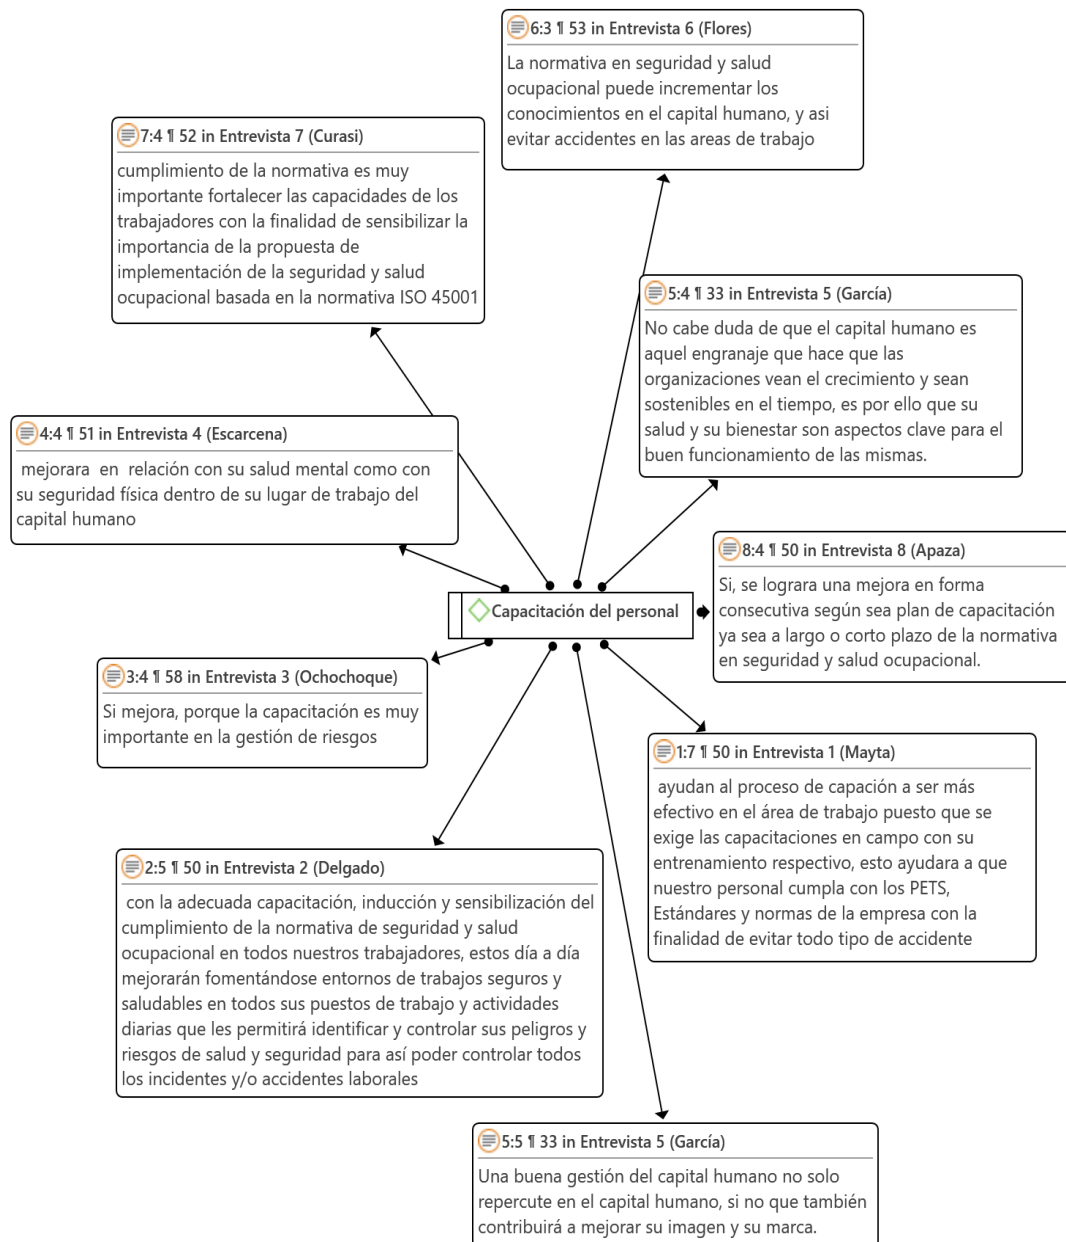 6:3 ¶ 53 in Entrevista 6 (Flores)
La normativa en seguridad y salud
ocupacional puede incrementar los
conocimientos en el capital humano, y asi
evitar accidentes en las areas de trabajo
7:4 ¶ 52 in Entrevista 7 (Curasi)
cumplimiento de la normativa es muy
importante fortalecer las capacidades de los
trabajadores con la finalidad de sensibilizar la
importancia de la propuesta de
implementación de la seguridad y salud
ocupacional basada en la normativa ISO 45001
5:4 ¶ 33 in Entrevista 5 (García)
No cabe duda de que el capital humano es
aquel engranaje que hace que las
organizaciones vean el crecimiento y sean
sostenibles en el tiempo, es por ello que su
salud y su bienestar son aspectos clave para el
buen funcionamiento de las mismas.
4:4 ¶ 51 in Entrevista 4 (Escarcena)
mejorara en relación con su salud mental como con
su seguridad física dentro de su lugar de trabajo del
capital humano
8:4 ¶ 50 in Entrevista 8 (Apaza)
Si, se lograra una mejora en forma
consecutiva según sea plan de capacitación
ya sea a largo o corto plazo de la normativa
en seguridad y salud ocupacional.
Capacitación del personal
3:4 ¶ 58 in Entrevista 3 (Ochochoque)
Si mejora, porque la capacitación es muy
importante en la gestión de riesgos
1:7 ¶ 50 in Entrevista 1 (Mayta)
ayudan al proceso de capación a ser más
efectivo en el área de trabajo puesto que se
exige las capacitaciones en campo con su
entrenamiento respectivo, esto ayudara a que
nuestro personal cumpla con los PETS,
Estándares y normas de la empresa con la
finalidad de evitar todo tipo de accidente
2:5 ¶ 50 in Entrevista 2 (Delgado)
con la adecuada capacitación, inducción y sensibilización del
cumplimiento de la normativa de seguridad y salud
ocupacional en todos nuestros trabajadores, estos día a día
mejorarán fomentándose entornos de trabajos seguros y
saludables en todos sus puestos de trabajo y actividades
diarias que les permitirá identificar y controlar sus peligros y
riesgos de salud y seguridad para así poder controlar todos
los incidentes y/o accidentes laborales
5:5 ¶ 33 in Entrevista 5 (García)
Una buena gestión del capital humano no solo
repercute en el capital humano, si no que también
contribuirá a mejorar su imagen y su marca.